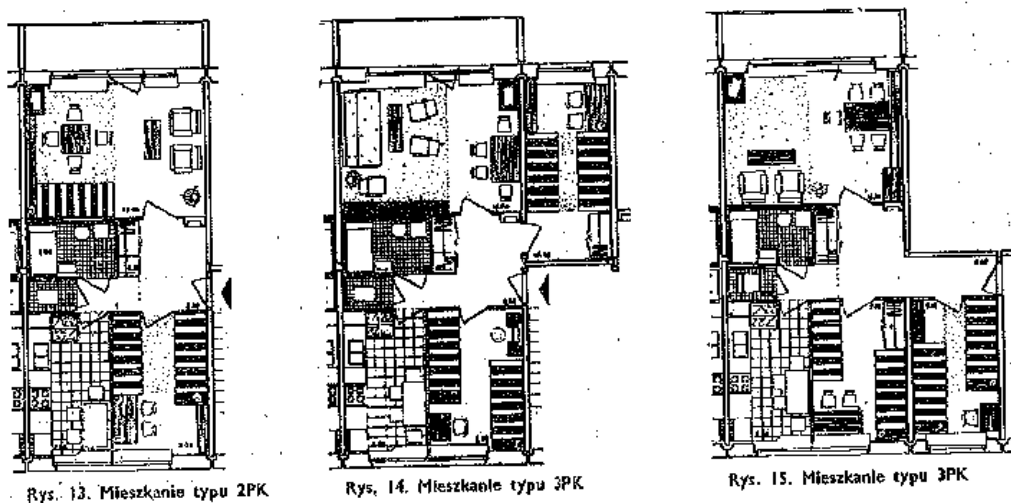 Rys. 13. Mieszkanie typu 2PK
Rys. 14. Mieszkanie typu 3PK
Rys. 15. Mieszkanie typu 3PK